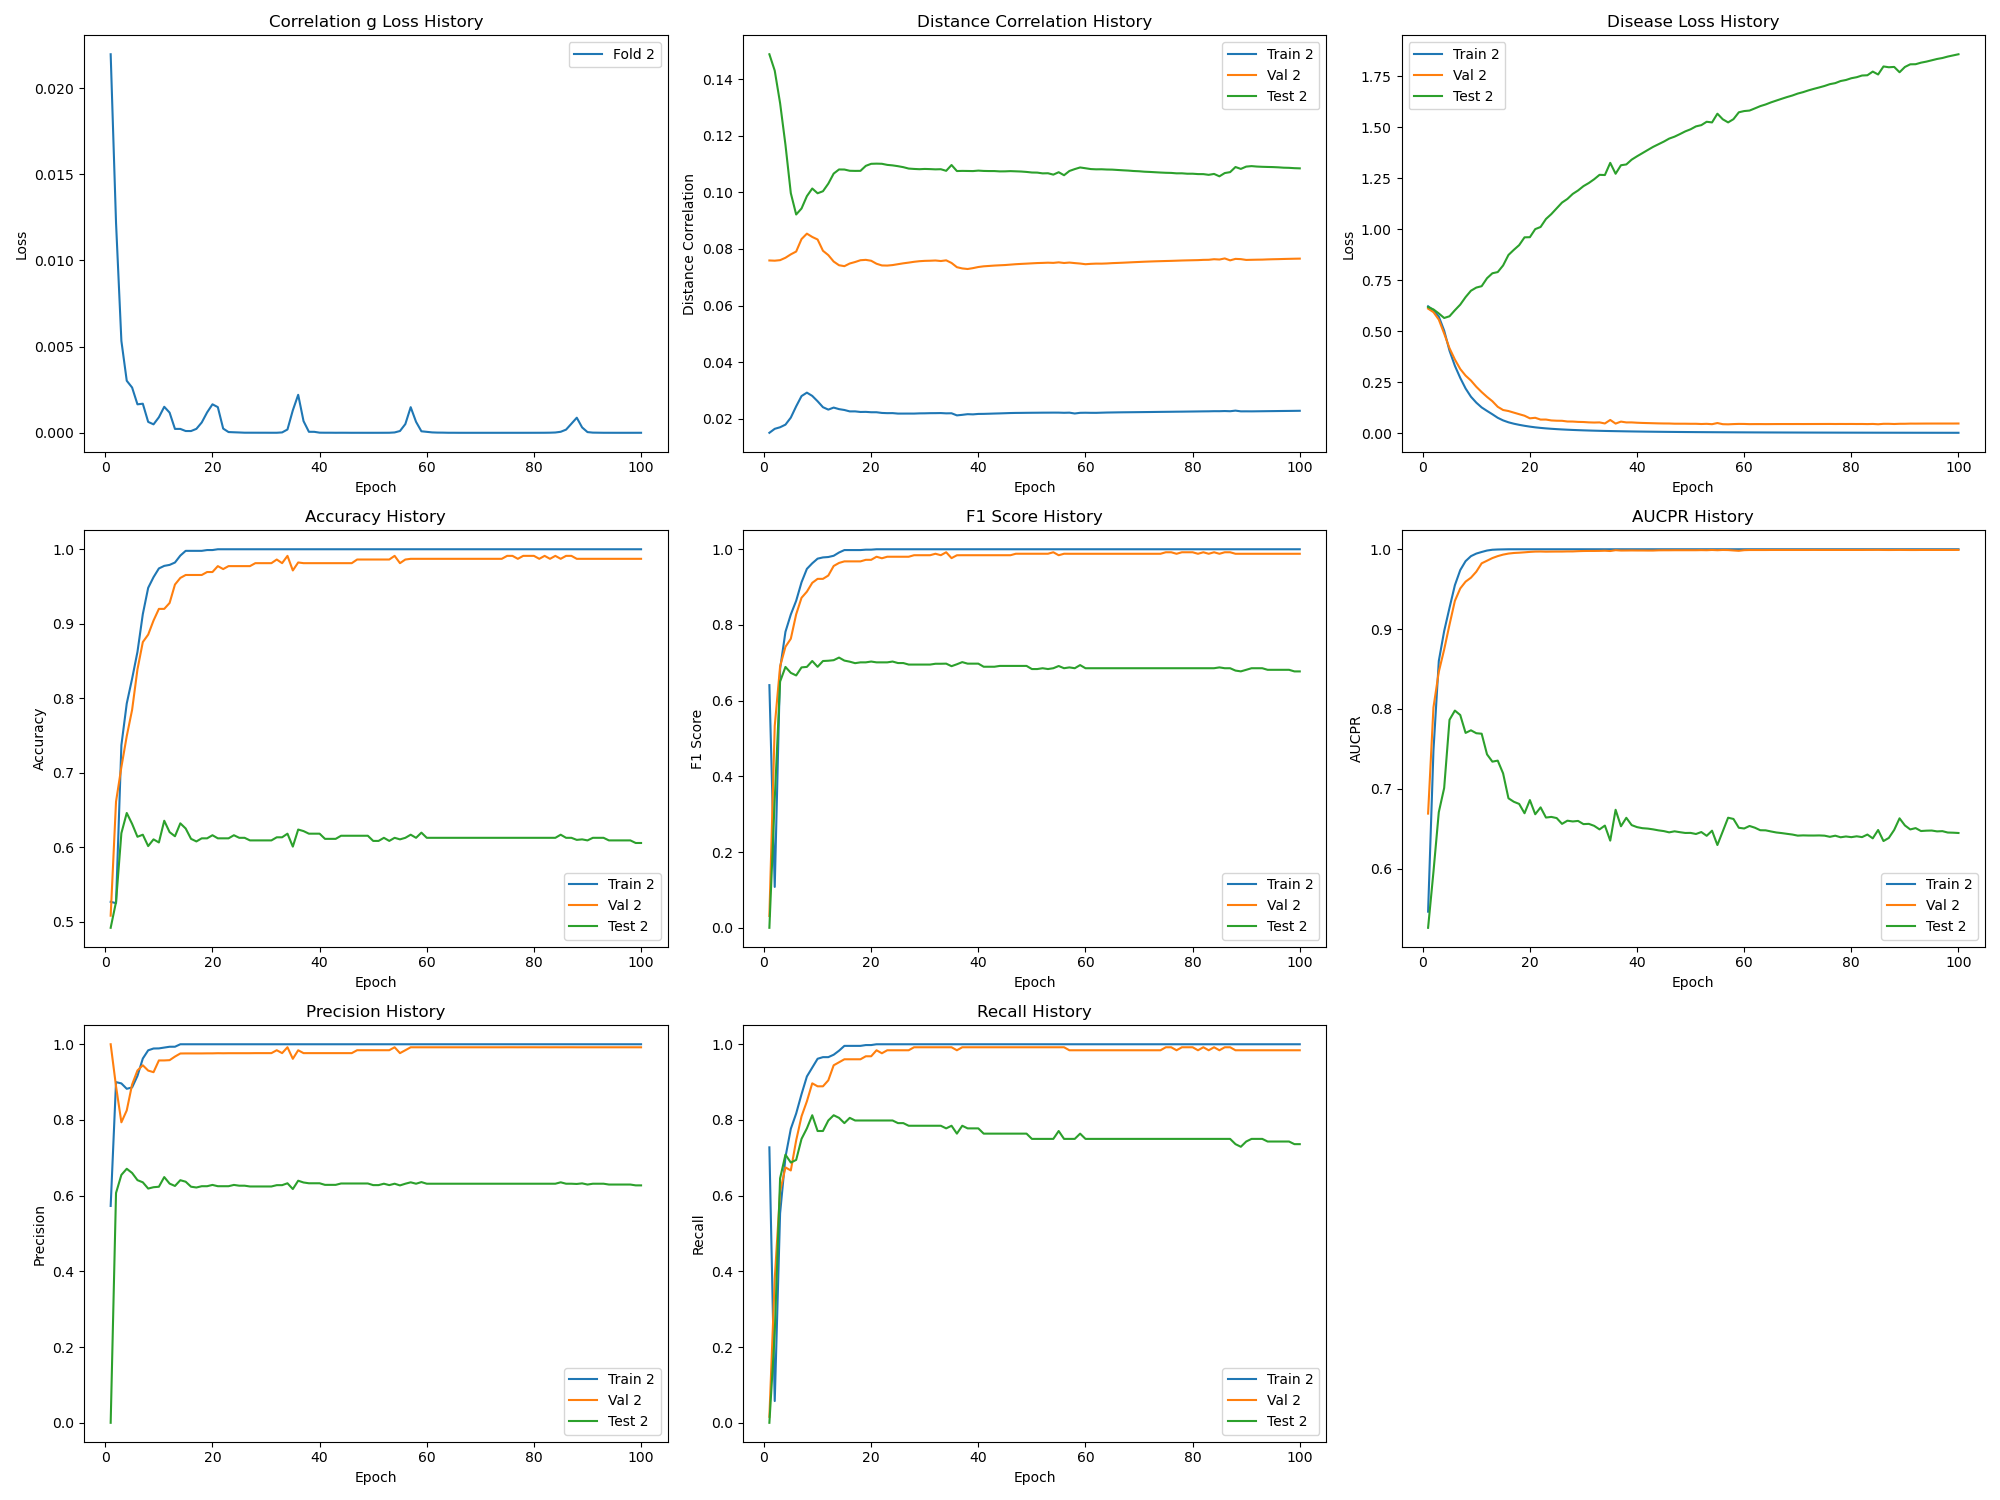 Correlation g Loss History
Loss
0.020
0.015
0.010
0.005
0.000
0 20 40 60 80 100
Epoch
Fold 2
Distance Correlation History
Distance Correlation
0.14
0.12
0.10
0.08
0.06
0.04
0.02
0 20 40 60 80 100
Epoch
Train 2
Val 2
Test 2
Disease Loss History
Loss
1.75
1.50
1.25
1.00
0.75
0.50
0.25
0.00
0 20 40 60 80 100
Epoch
Train 2
Val 2
Test 2
Accuracy History
Accuracy
1.0
0.9
0.8
0.7
0.6
0.5
0 20 40 60 80 100
Epoch
Train 2
Val 2
Test 2
F1 Score History
F1 Score
1.0
0.8
0.6
0.4
0.2
0.0
0 20 40 60 80 100
Epoch
Train 2
Val 2
Test 2
AUCPR History
AUCPR
1.0
0.9
0.8
0.7
0.6
0 20 40 60 80 100
Epoch
Train 2
Val 2
Test 2
Precision History
Precision
1.0
0.8
0.6
0.4
0.2
0.0
0 20 40 60 80 100
Epoch
Train 2
Val 2
Test 2
Recall History
Recall
1.0
0.8
0.6
0.4
0.2
0.0
0 20 40 60 80 100
Epoch
Train 2
Val 2
Test 2